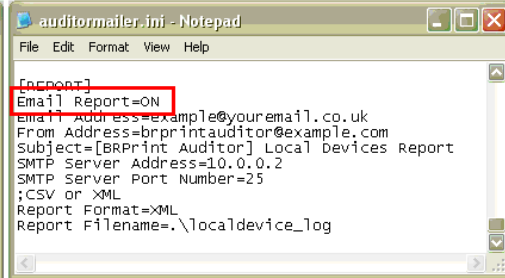 auditormailer.ini - Notepad
File Edit Format View Help
[REPORT]
Email Report=ON
Email Address=example@youremail.co.uk
From Address=brprintauditor@example.com
Subject=[BRPrint Auditor] Local Devices Report
SMTP Server Address=10.0.0.2
SMTP Server Port Number=25
;CSV or XML
Report Format=XML
Report Filename=.\localdevice_log